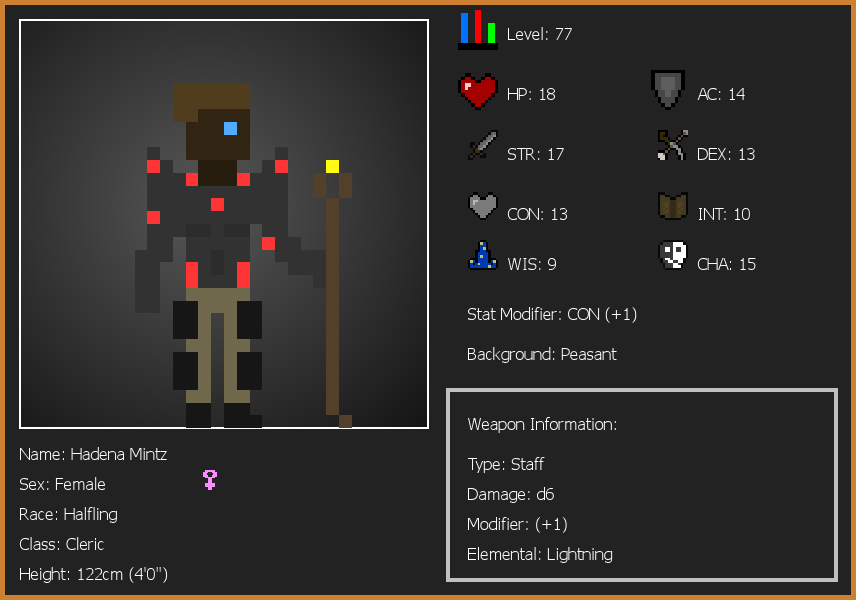 Level: 77
HP: 18
AC: 14
STR: 17
DEX: 13
CON: 13
INT: 10
WIS: 9
CHA: 15
Stat Modifier: CON (+1)
Background: Peasant
Weapon Information:
Type: Staff
Damage: d6
Modifier: (+1)
Elemental: Lightning
Name: Hadena Mintz
Sex: Female
Race: Halfling
Class: Cleric
Height: 122cm (4'0")